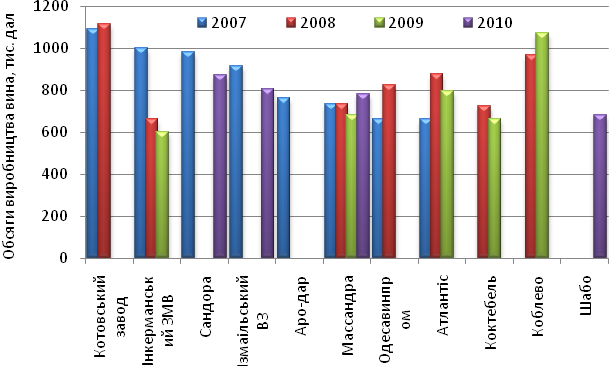 Обсяги виробництва вина, тис. дал
1200
1000
800
600
400
200
0
2007 2008 2009 2010
Котовський
завод
Інкерманськ
ий ЗМВ
Сандора
Ізмаільський
ВЗ
Аро-дар
Массандра
Одесавинпр
ом
Атлантіс
Коктебель
Коблево
Шабо